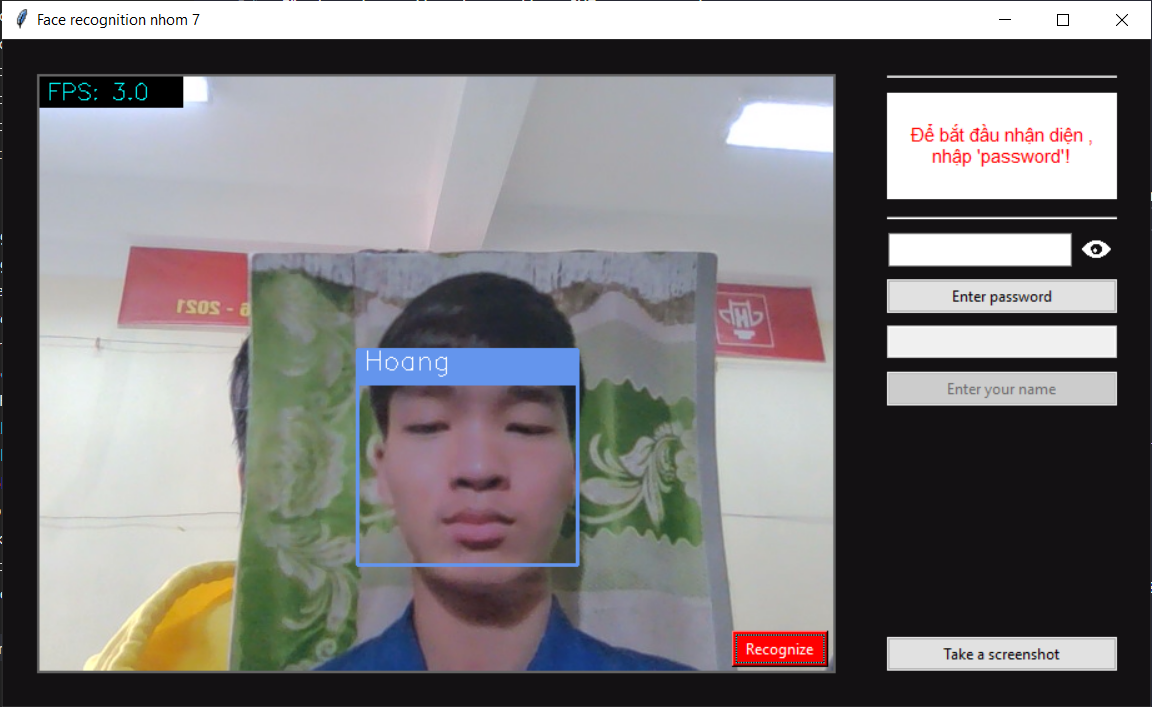 Face recognition nhom 7
FPS: 3.0
Để bắt đầu nhận diện ,
nhập 'password'!
Enter password
Enter your name
6 - 2021
Hoang
Recognize
Take a screenshot